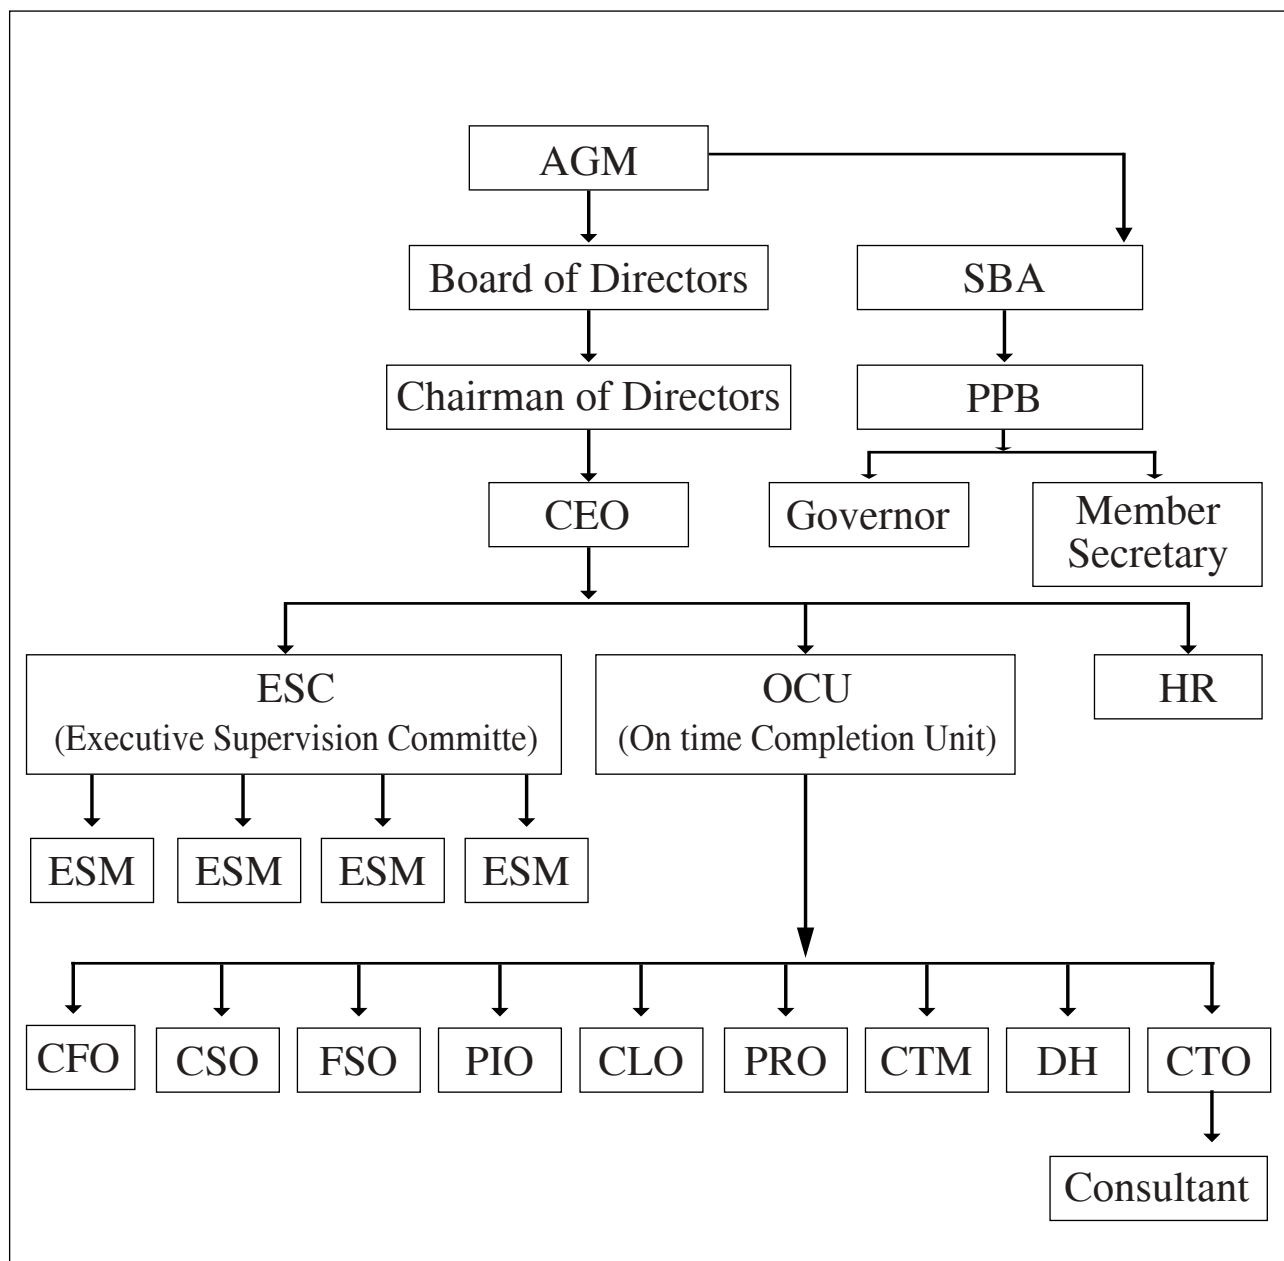 AGM
Board of Directors
SBA
Chairman of Directors
PPB
CEO
Governor
Member
Secretary
ESC
(Executive Supervision Committe)
OCU
(On time Completion Unit)
HR
ESM
ESM
ESM
ESM
CFO
CSO
FSO
PIO
CLO
PRO
CTM
DH
CTO
Consultant